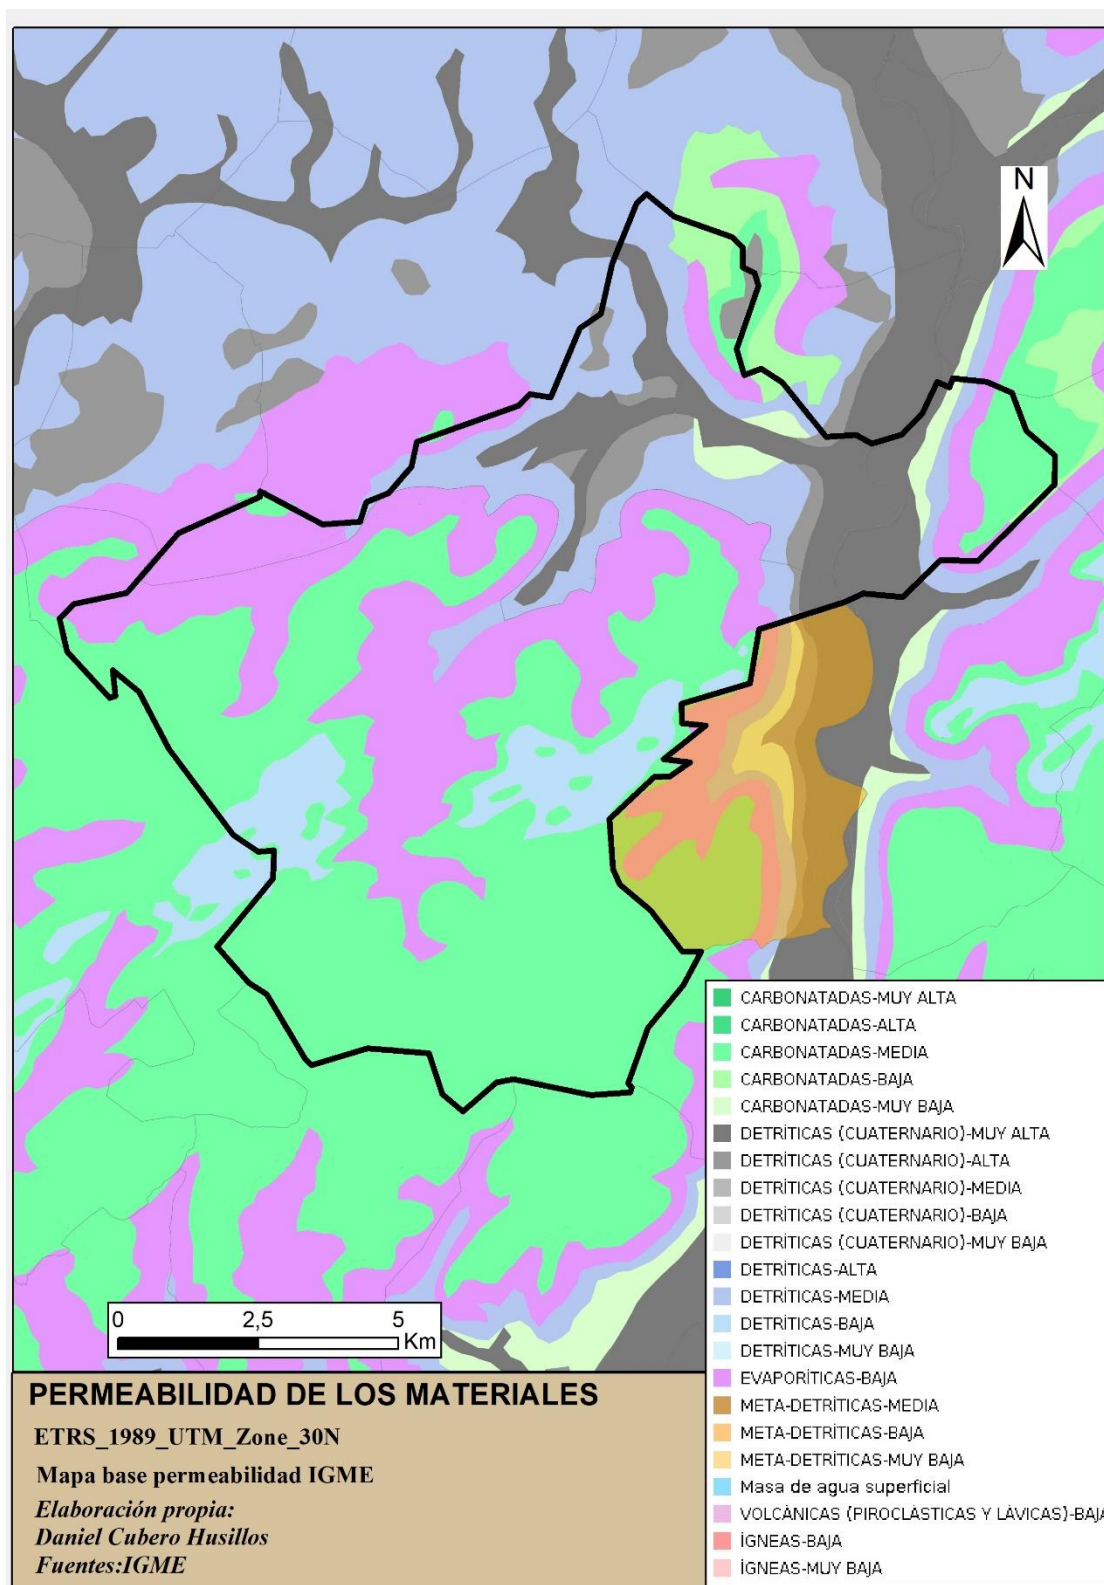 N
CARBONATADAS-MUY ALTA
CARBONATADAS-ALTA
CARBONATADAS-MEDIA
CARBONATADAS-BAJA
CARBONATADAS-MUY BAJA
DETRÍTICAS (CUATERNARIO)-MUY ALTA
DETRÍTICAS (CUATERNARIO)-ALTA
DETRÍTICAS (CUATERNARIO)-MEDIA
DETRÍTICAS (CUATERNARIO)-BAJA
DETRÍTICAS (CUATERNARIO)-MUY BAJA
DETRÍTICAS-ALTA
DETRÍTICAS-MEDIA
DETRÍTICAS-BAJA
DETRÍTICAS-MUY BAJA
EVAPORÍTICAS-BAJA
META-DETRÍTICAS-MEDIA
META-DETRÍTICAS-BAJA
META-DETRÍTICAS-MUY BAJA
Masa de agua superficial
VOLCÁNICAS (PIROCLÁSTICAS Y LÁVICAS)-BAJA
ÍGNEAS-BAJA
ÍGNEAS-MUY BAJA
0 2,5 5
Km
PERMEABILIDAD DE LOS MATERIALES
ETRS_1989_UTM_Zone_30N
Mapa base permeabilidad IGME
Elaboración propia:
Daniel Cubero Husillos
Fuentes:IGME